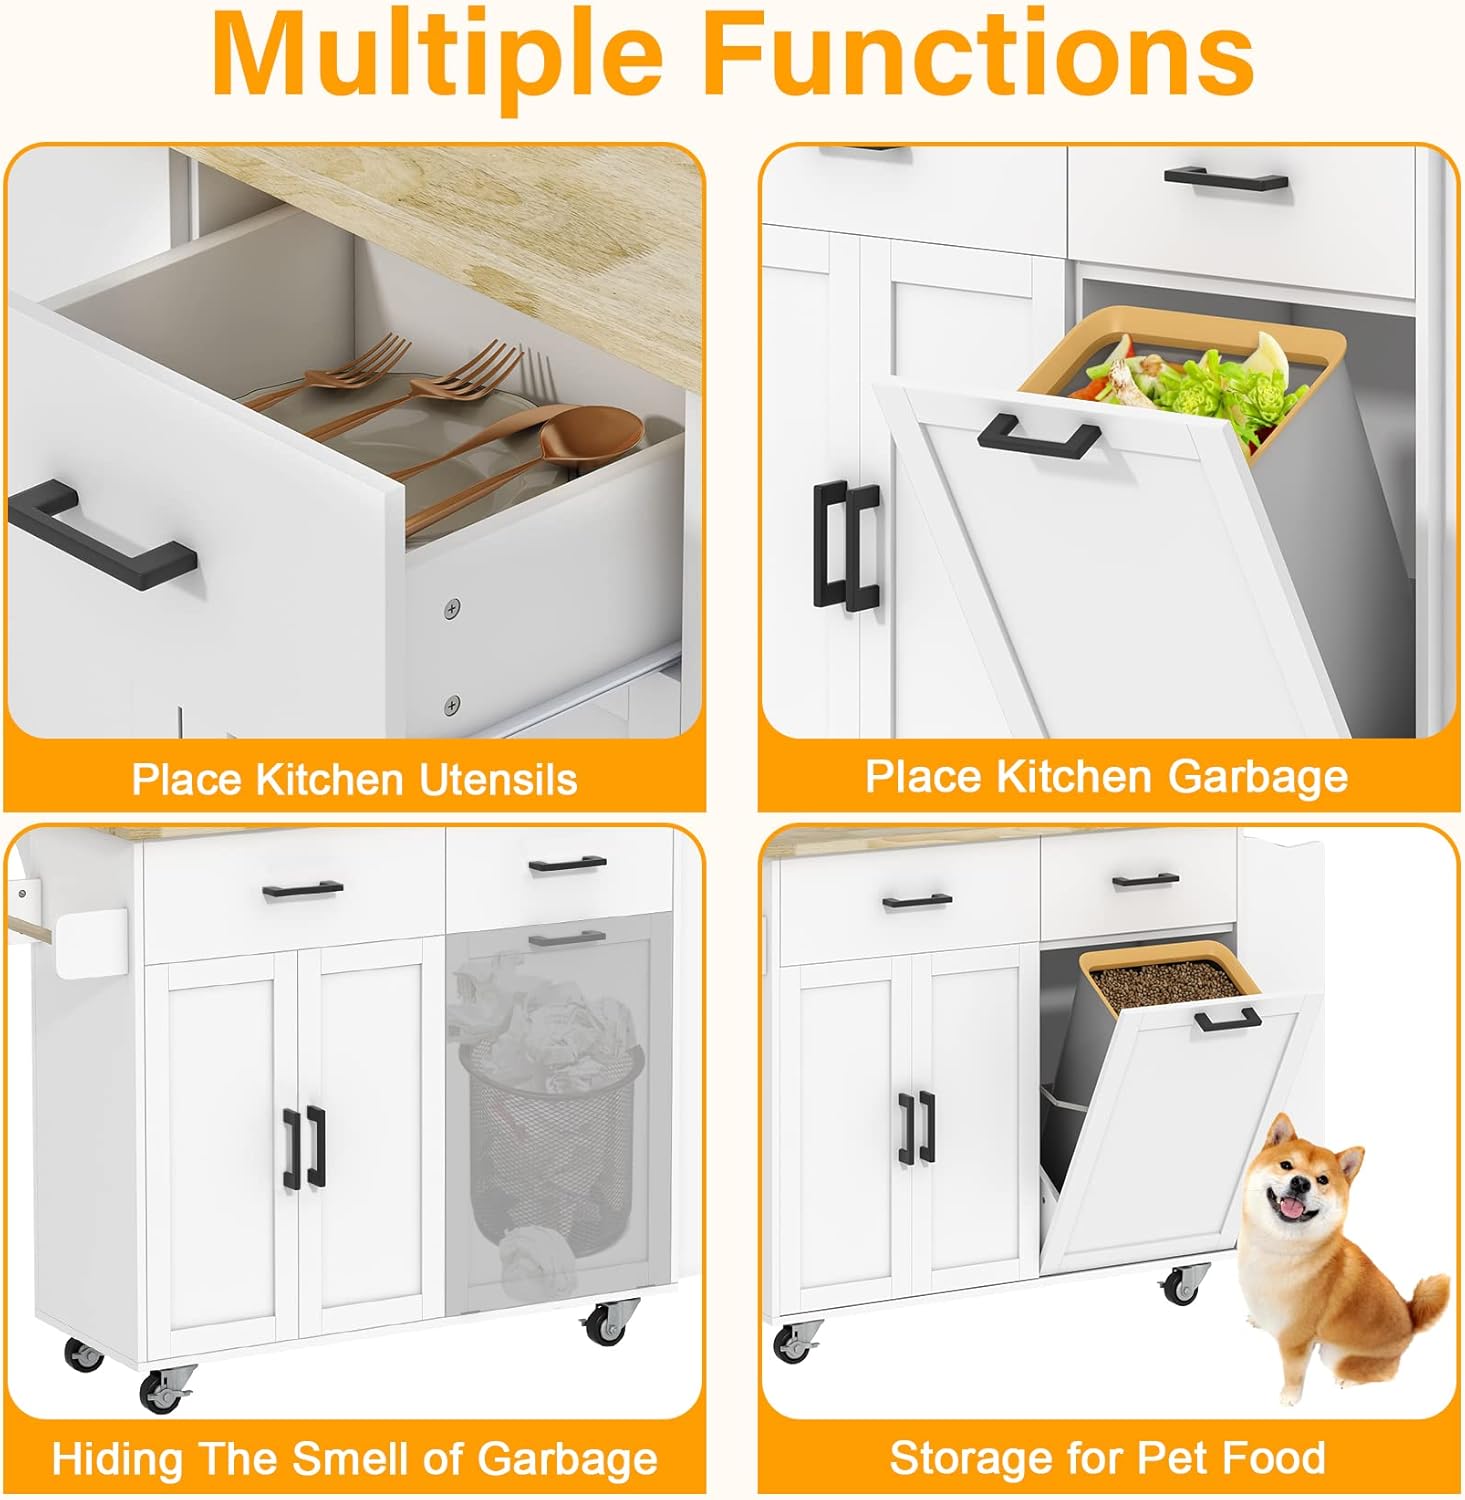 Multiple Functions
Place Kitchen Utensils
Place Kitchen Garbage
Hiding The Smell of Garbage
Storage for Pet Food